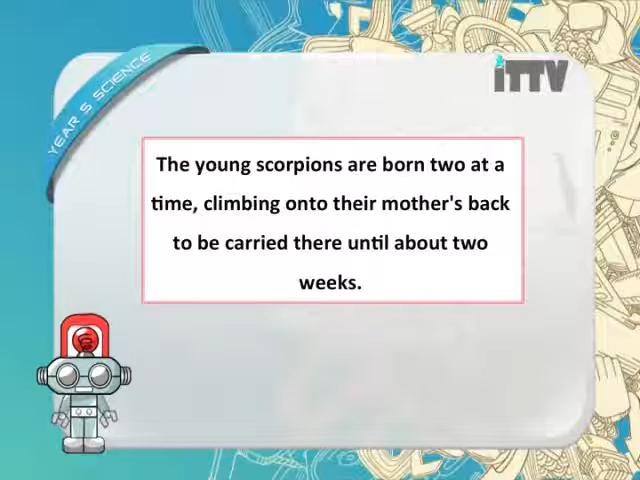 YEAR 5 SCIENCE
iTTV
The young scorpions are born two at a
time, climbing onto their mother's back
to be carried there until about two
weeks.